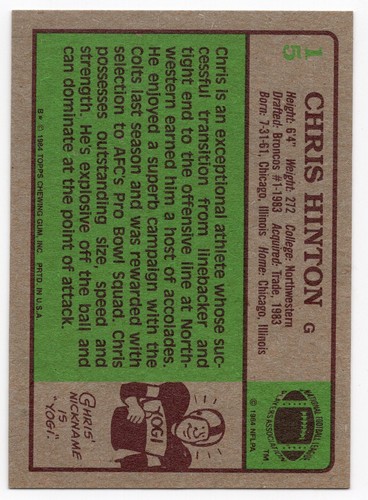 15
CHRIS HINTON G
Height: 6'4" Weight: 272 College: Northwestern
Drafted: Broncos #1-1983 Acquired: Trade, 1983
Born: 7-31-61, Chicago, Illinois Home: Chicago, Illinois
NATIONAL FOOTBALL LEAGUE
PLAYERS ASSOCIATION
TM
© 1984 NFLPA
Chris is an exceptional athlete whose suc-
cessful transition from linebacker and
tight end to the offensive line at North-
western earned him a host of accolades.
He enjoyed a superb campaign with the
Colts last season and was rewarded with
selection to AFC's Pro Bowl Squad. Chris
possesses outstanding size, speed and
strength. He's explosive off the ball and
can dominate at the point of attack.
YOGI
CHRIS'
NICKNAME
IS
"YOGI".
B* © 1984 TOPPS CHEWING GUM, INC. PRTD. IN U.S.A.